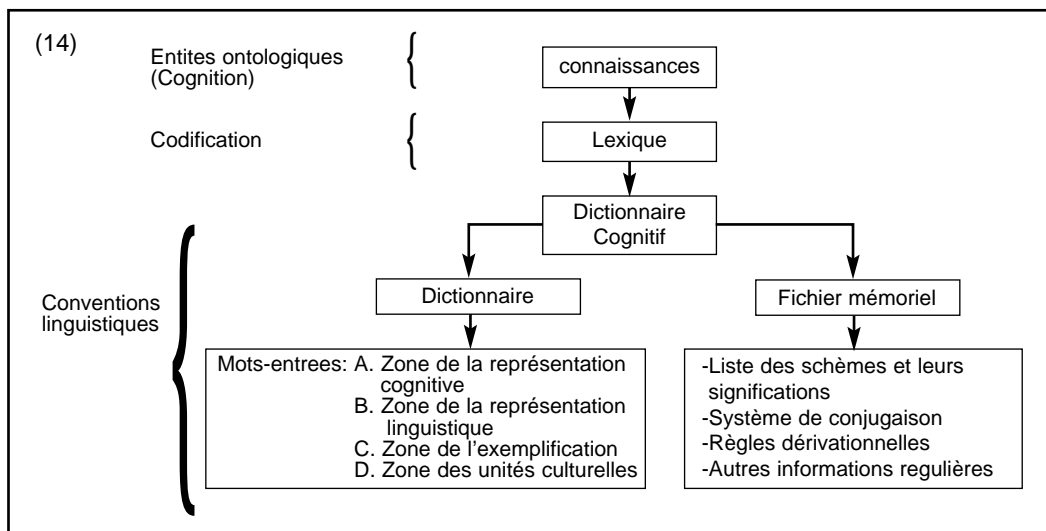 (14)
Entites ontologiques
(Cognition)
connaissances
Codification
Lexique
Dictionnaire
Cognitif
Conventions
linguistiques
Dictionnaire
Fichier mémoriel
Mots-entrees: A. Zone de la représentation
cognitive
B. Zone de la représentation
linguistique
C. Zone de l'exemplification
D. Zone des unités culturelles
-Liste des schèmes et leurs
significations
-Système de conjugaison
-Règles dérivationnelles
-Autres informations regulières